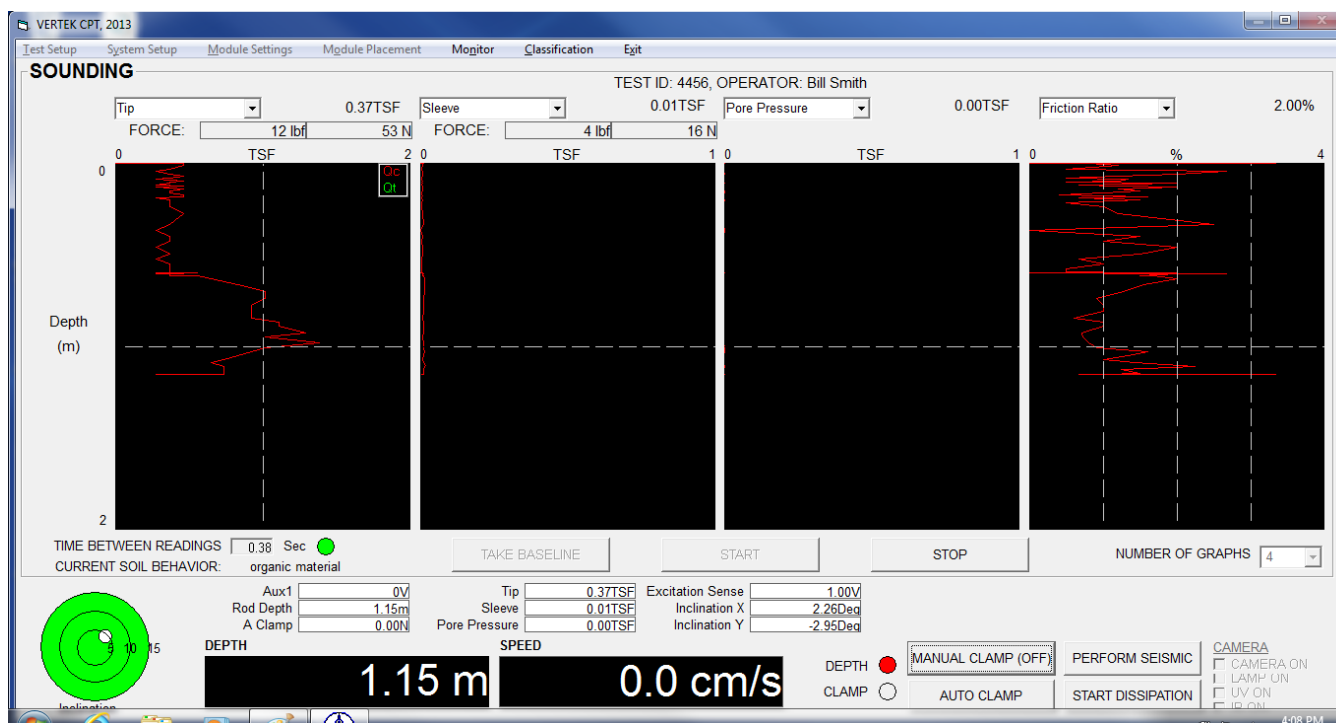 VERTEK CPT, 2013
Test Setup System Setup Module Settings Module Placement Monitor Classification Exit
SOUNDING
TEST ID: 4456, OPERATOR: Bill Smith
Tip 0.37TSF Sleeve 0.01TSF Pore Pressure 0.00TSF Friction Ratio 2.00%
FORCE: 12 lbf 53 N FORCE: 4 lbf 16 N
0 TSF 2 0 TSF 1 0 TSF 1 0 % 4
0
Qc
Qt
Depth
(m)
2
TIME BETWEEN READINGS 0.38 Sec
CURRENT SOIL BEHAVIOR: organic material
TAKE BASELINE START STOP NUMBER OF GRAPHS 4
Aux1 0V Tip 0.37TSF Excitation Sense 1.00V
Rod Depth 1.15m Sleeve 0.01TSF Inclination X 2.26Deg
A Clamp 0.00N Pore Pressure 0.00TSF Inclination Y -2.95Deg
5 10 15
DEPTH SPEED
1.15 m 0.0 cm/s
DEPTH MANUAL CLAMP (OFF) PERFORM SEISMIC
CLAMP AUTO CLAMP START DISSIPATION
CAMERA
CAMERA ON
LAMP ON
UV ON
IR ON
Inclination
4:08 PM